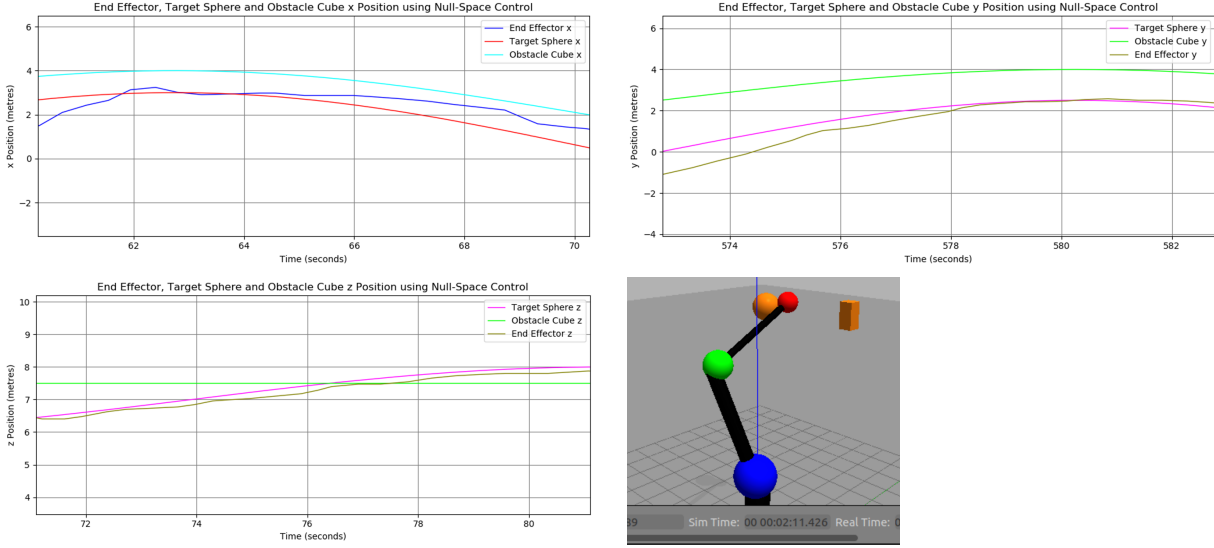 End Effector, Target Sphere and Obstacle Cube x Position using Null-Space Control
End Effector x
Target Sphere x
Obstacle Cube x
x Position (metres)
6
4
2
0
−2
62
64
66
68
70
Time (seconds)
End Effector, Target Sphere and Obstacle Cube y Position using Null-Space Control
Target Sphere y
Obstacle Cube y
End Effector y
y Position (metres)
6
4
2
0
−2
−4
574
576
578
580
582
Time (seconds)
End Effector, Target Sphere and Obstacle Cube z Position using Null-Space Control
Target Sphere z
Obstacle Cube z
End Effector z
z Position (metres)
10
9
8
7
6
5
4
72
74
76
78
80
Time (seconds)
39 Sim Time: 00 00:02:11.426 Real Time: 0